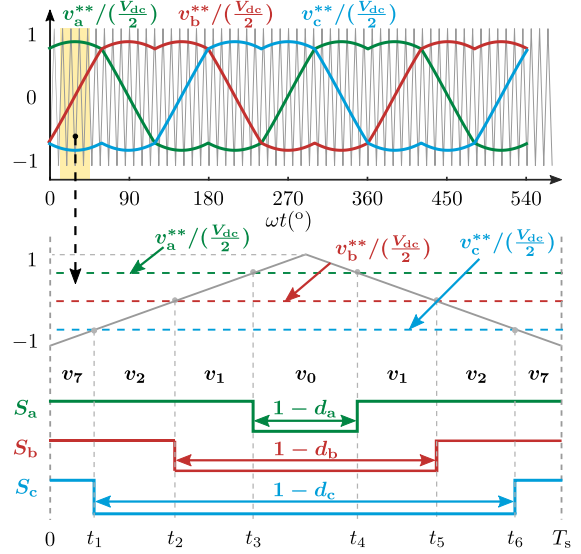 v_a**/(V_dc/2) v_b**/(V_dc/2) v_c**/(V_dc/2)
1
0
−1
0 90 180 270 360 450 540
ωt(°)
v_a**/(V_dc/2) v_b**/(V_dc/2) v_c**/(V_dc/2)
1
−1
v_7 v_2 v_1 v_0 v_1 v_2 v_7
S_a 1 − d_a
S_b 1 − d_b
S_c 1 − d_c
0 t_1 t_2 t_3 t_4 t_5 t_6 T_s